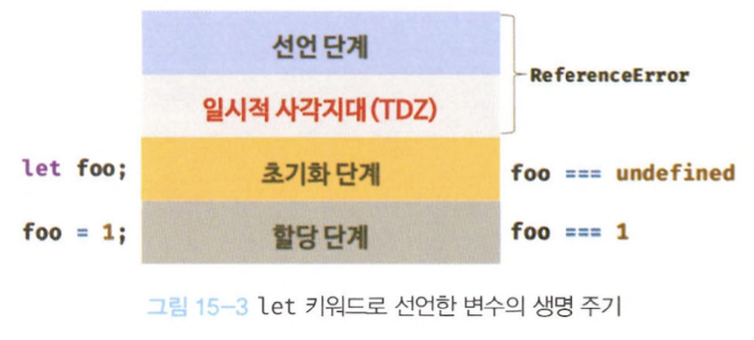 선언 단계
ReferenceError
일시적 사각지대(TDZ)
let foo;
초기화 단계
foo === undefined
foo = 1;
할당 단계
foo === 1
그림 15-3 let 키워드로 선언한 변수의 생명 주기